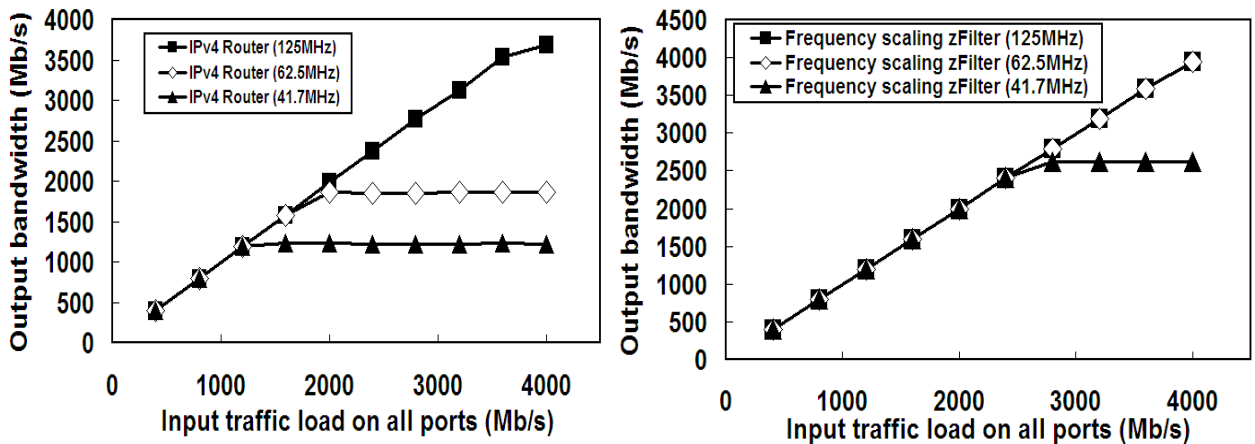 Output bandwidth (Mb/s)
4000
3500
3000
2500
2000
1500
1000
500
0
IPv4 Router (125MHz)
IPv4 Router (62.5MHz)
IPv4 Router (41.7MHz)
0 1000 2000 3000 4000
Input traffic load on all ports (Mb/s)
Output bandwidth (Mb/s)
4500
4000
3500
3000
2500
2000
1500
1000
500
0
Frequency scaling zFilter (125MHz)
Frequency scaling zFilter (62.5MHz)
Frequency scaling zFilter (41.7MHz)
0 1000 2000 3000 4000
Input traffic load on all ports (Mb/s)